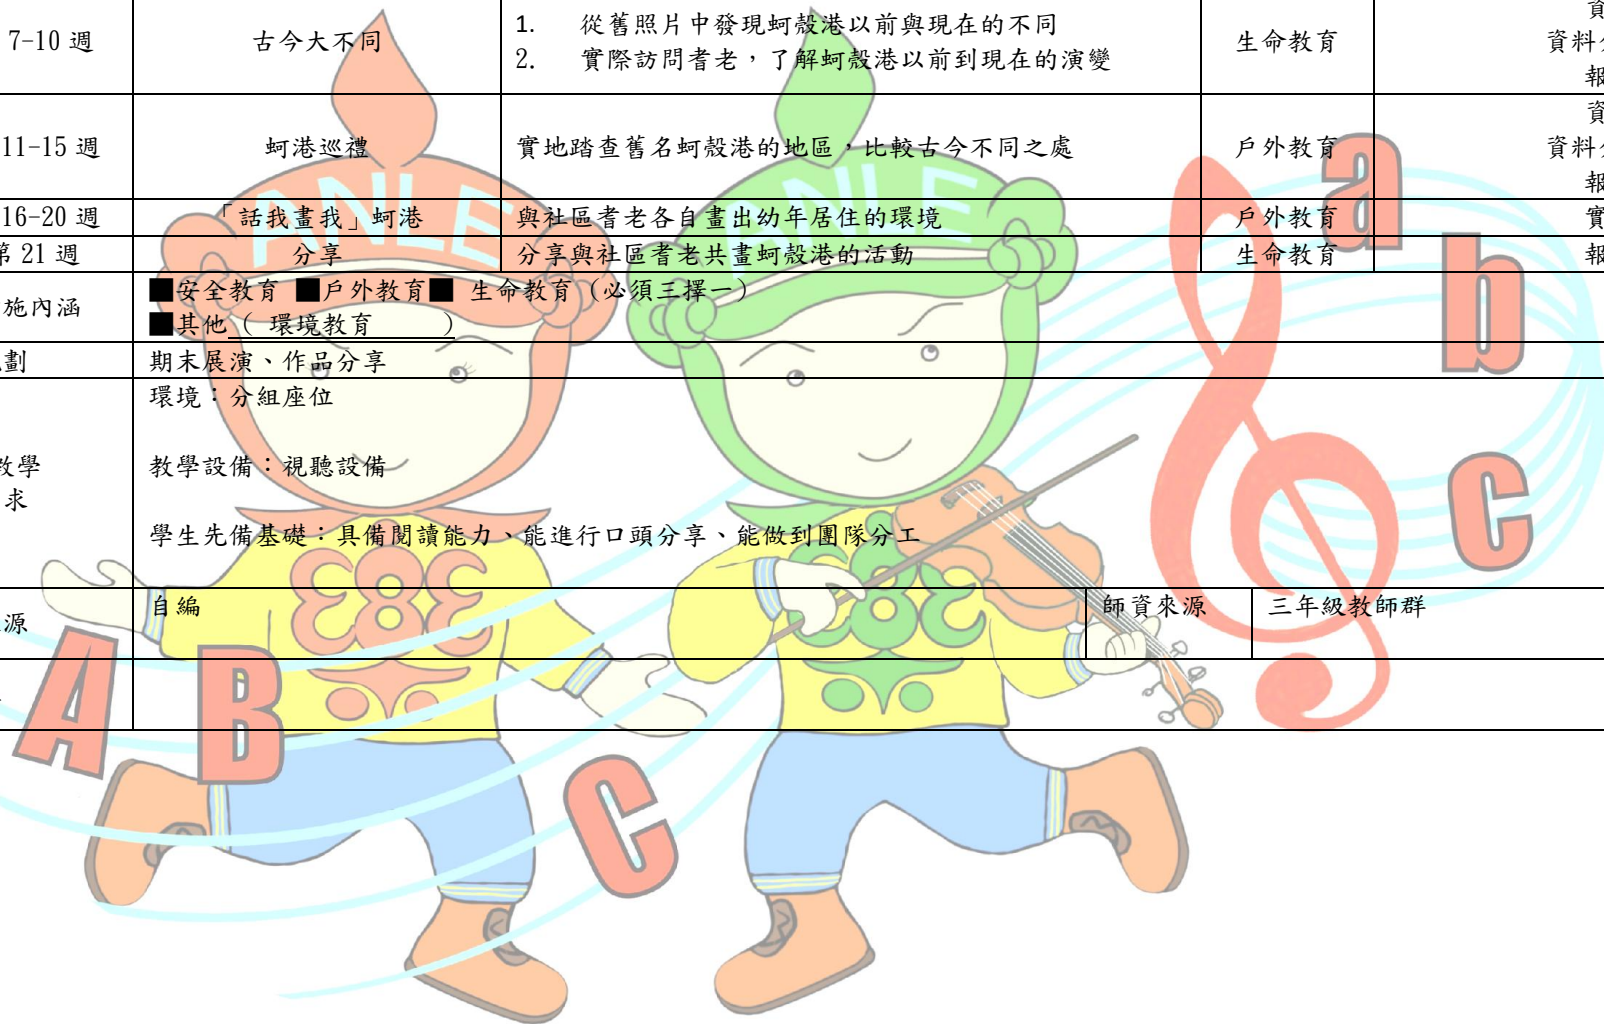 7-10 週 古今大不同 1. 從舊照片中發現蚵殼港以前與現在的不同
2. 實際訪問耆老，了解蚵殼港以前到現在的演變 生命教育 資
資料
報
11-15 週 蚵港巡禮 實地踏查舊名蚵殼港的地區，比較古今不同之處 戶外教育 資
資料
報
16-20 週 「話我畫我」蚵港 與社區耆老各自畫出幼年居住的環境 戶外教育 實
第 21 週 分享 分享與社區耆老共畫蚵殼港的活動 生命教育 報
施內涵 ■安全教育 ■戶外教育■ 生命教育（必須三擇一）
■其他（ 環境教育 ）
劃 期末展演、作品分享
環境：分組座位
教學
求 教學設備：視聽設備
學生先備基礎：具備閱讀能力、能進行口頭分享、能做到團隊分工
源 自編 師資來源 三年級教師群
ANLE
ANLE
a
b
c
A
B
C